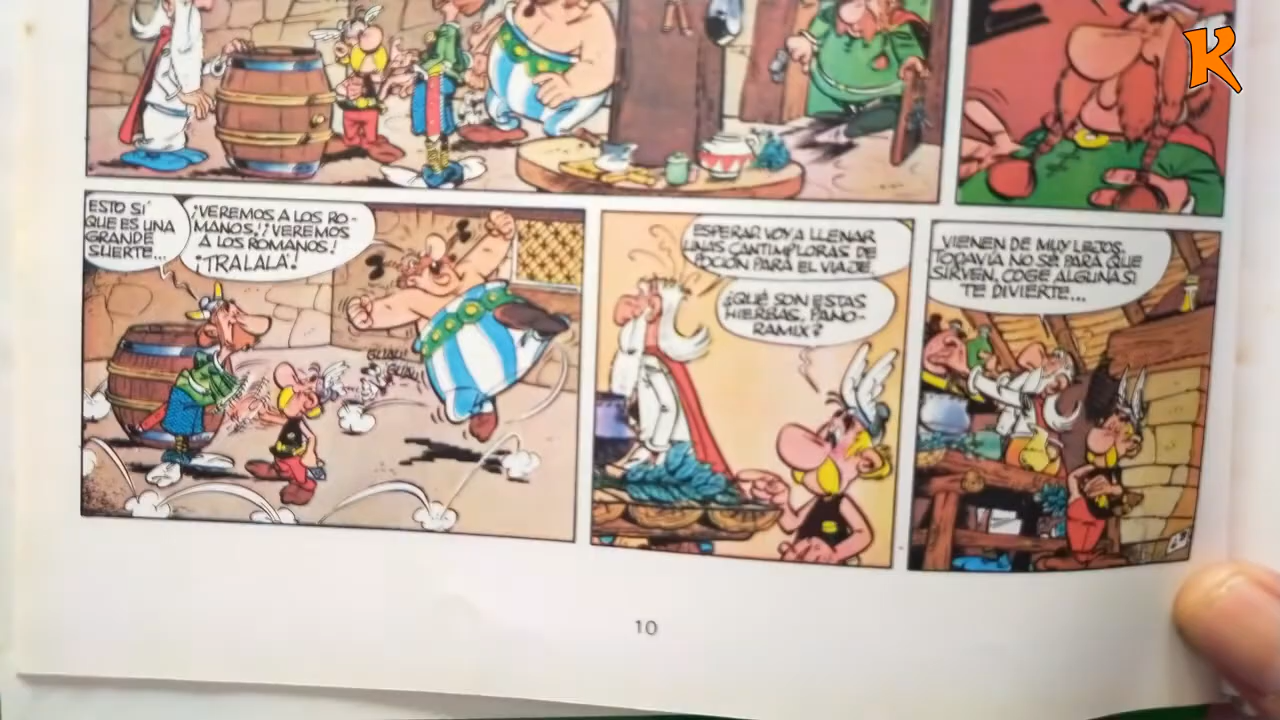 K
ESTO SÍ
QUE ES UNA
GRANDE
SUERTE...
¡VEREMOS A LOS RO-
MANOS! ¡VEREMOS
A LOS ROMANOS!
¡TRALALÁ!
GUAU!
GUAU!
ESPERAD, VOY A LLENAR
UNAS CANTIMPLORAS DE
POCIÓN PARA EL VIAJE.
¿QUÉ SON ESTAS
HIERBAS, PANO-
RAMIX?
VIENEN DE MUY LEJOS.
TODAVÍA NO SÉ PARA QUE
SIRVEN, COGE ALGUNAS SI
TE DIVIERTE...
10